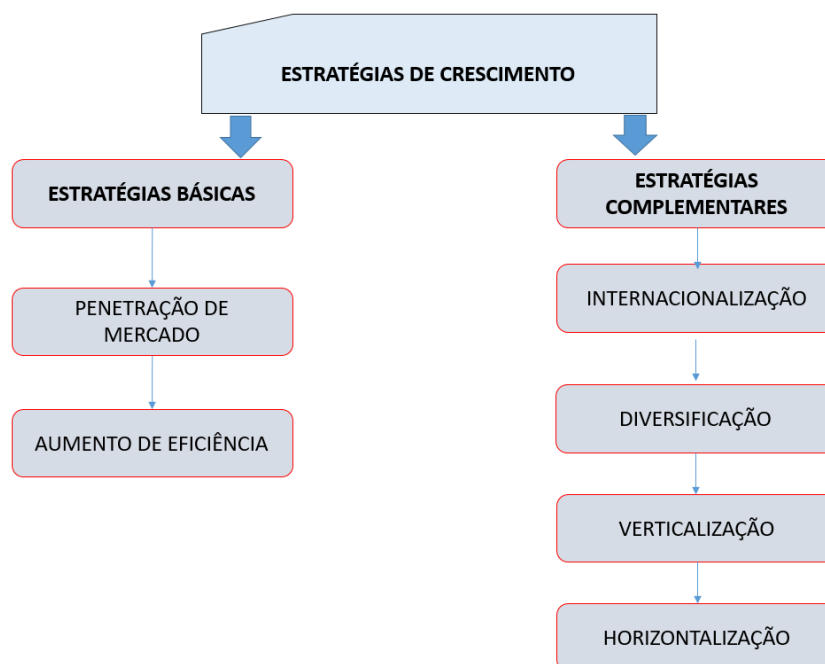 ESTRATÉGIAS DE CRESCIMENTO
ESTRATÉGIAS BÁSICAS
PENETRAÇÃO DE
MERCADO
AUMENTO DE EFICIÊNCIA
ESTRATÉGIAS
COMPLEMENTARES
INTERNACIONALIZAÇÃO
DIVERSIFICAÇÃO
VERTICALIZAÇÃO
HORIZONTALIZAÇÃO